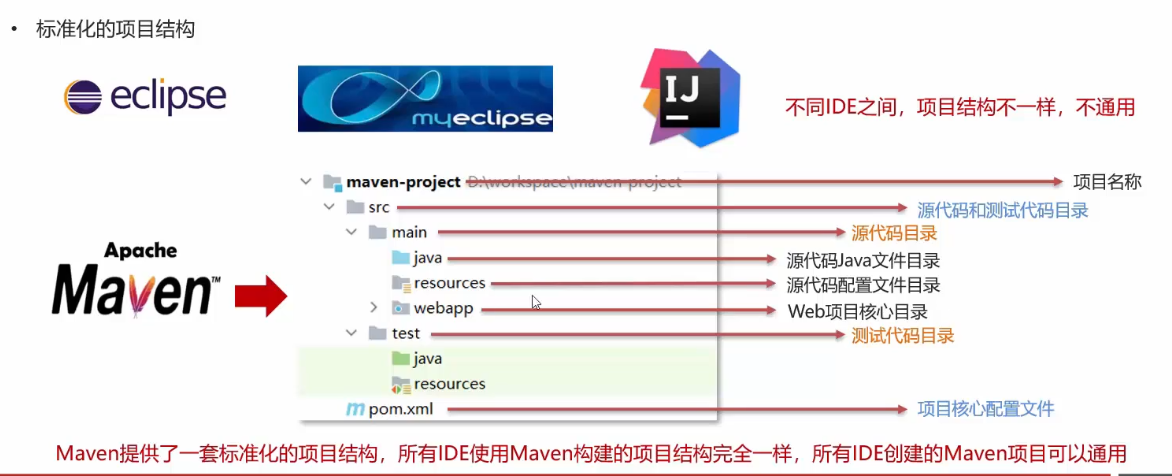 • 标准化的项目结构
eclipse
myeclipse
IJ
不同IDE之间，项目结构不一样，不通用
maven-project D:\workspace\maven-project 项目名称
src 源代码和测试代码目录
main 源代码目录
java 源代码Java文件目录
resources 源代码配置文件目录
webapp Web项目核心目录
test 测试代码目录
java
resources
pom.xml 项目核心配置文件
Apache
Maven™
Maven提供了一套标准化的项目结构，所有IDE使用Maven构建的项目结构完全一样，所有IDE创建的Maven项目可以通用